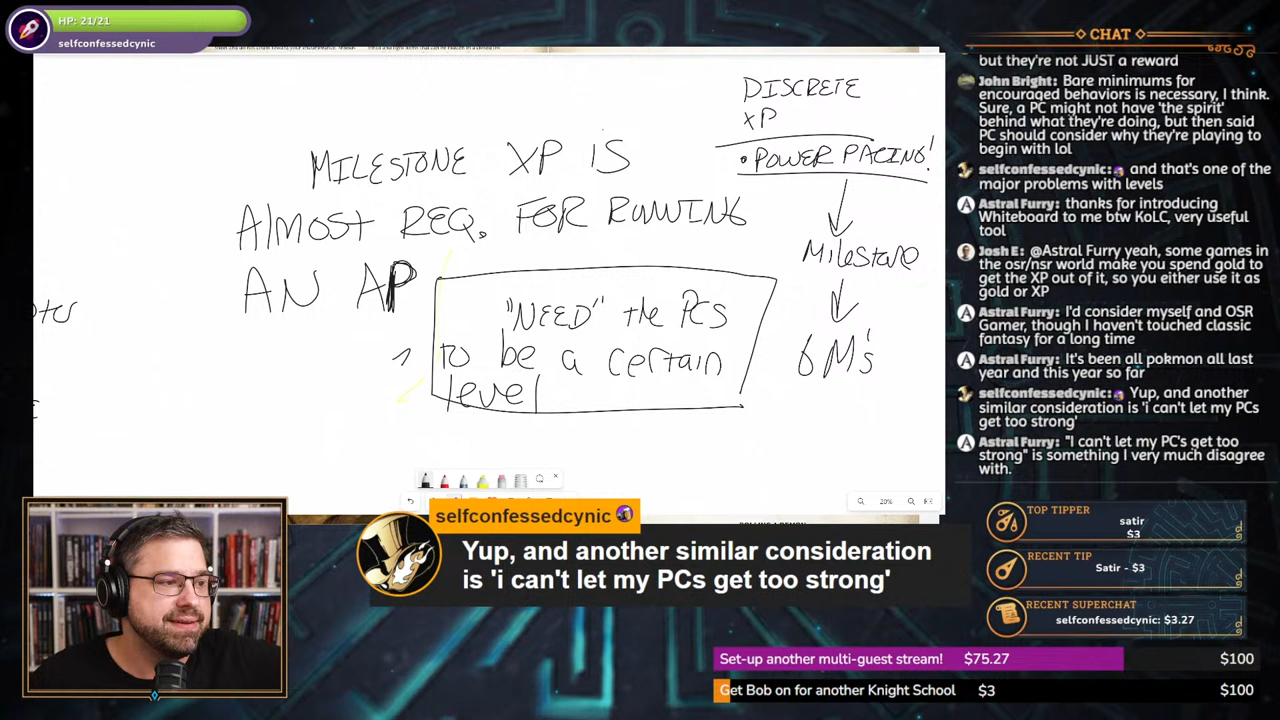 HP: 21/21
selfconfessedcynic
DISCRETE
XP
• POWER PACING!
Milestone
6 M's
MILESTONE XP IS
AlMOST REQ. FOR RUNNING
AN AP
"NEED" the PCS
to be a certain
level
oter
20%
CHAT
but they're not JUST a reward
John Bright: Bare minimums for
encouraged behaviors is necessary, I think.
Sure, a PC might not have 'the spirit'
behind what they're doing, but then said
PC should consider why they're playing to
begin with lol
selfconfessedcynic: and that's one of the
major problems with levels
Astral Furry: thanks for introducing
Whiteboard to me btw KoLC, very useful
tool
Josh E: @Astral Furry yeah, some games in
the osr/nsr world make you spend gold to
get the XP out of it, so you either use it as
gold or XP
Astral Furry: I'd consider myself and OSR
Gamer, though I haven't touched classic
fantasy for a long time
Astral Furry: It's been all pokmon all last
year and this year so far
selfconfessedcynic: Yup, and another
similar consideration is 'i can't let my PCs
get too strong'
Astral Furry: "I can't let my PC's get too
strong" is something I very much disagree
with.
selfconfessedcynic
Yup, and another similar consideration
is 'i can't let my PCs get too strong'
TOP TIPPER
satir
$3
RECENT TIP
Satir - $3
RECENT SUPERCHAT
selfconfessedcynic: $3.27
Set-up another multi-guest stream! $75.27 $100
Get Bob on for another Knight School $3 $100